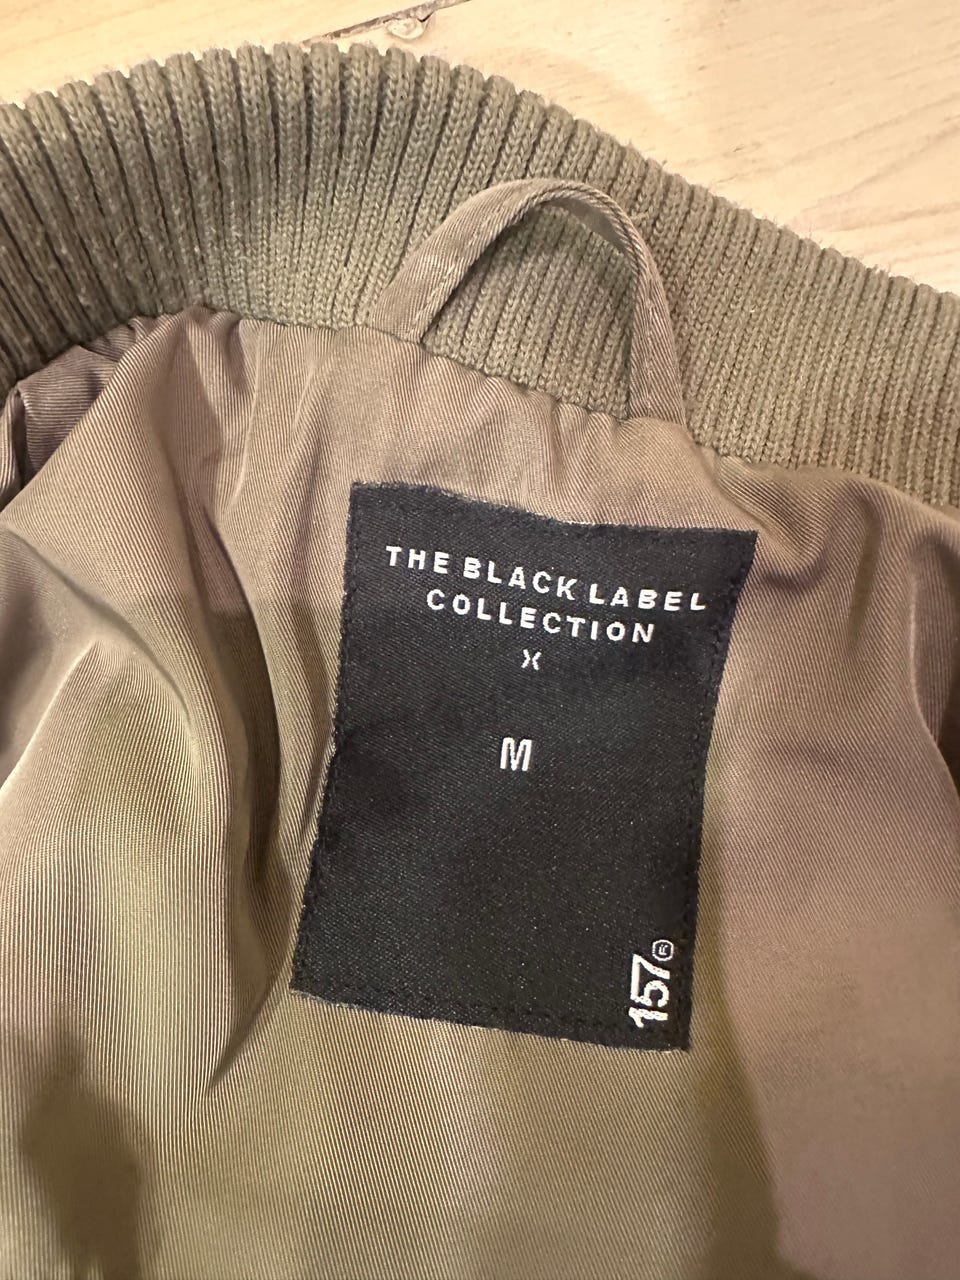 THE BLACK LABEL
COLLECTION
X
M
157®